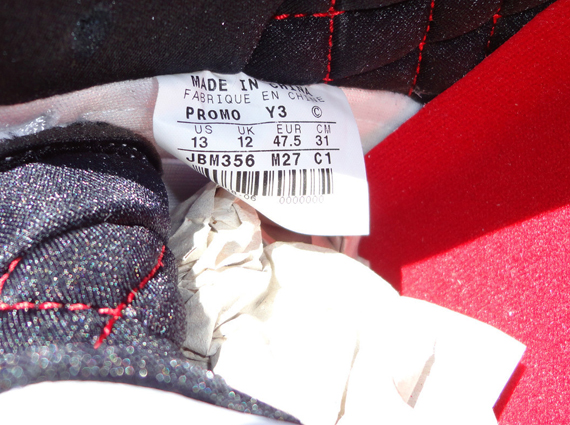 MADE IN CHINA
FABRIQUE EN CHINE
PROMO Y3 ©
US UK EUR CM
13 12 47.5 31
JBM356 M27 C1
0000000